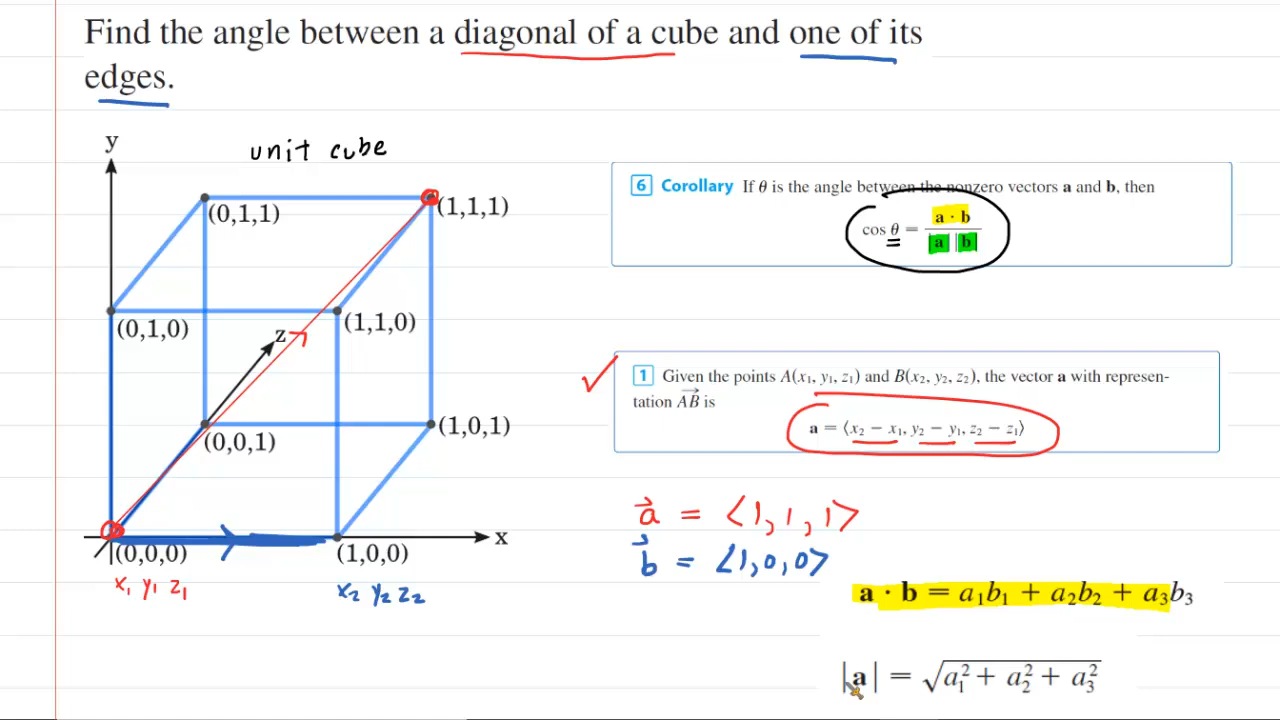 Find the angle between a diagonal of a cube and one of its
edges.
y
unit cube
(0,1,1)
(1,1,1)
(0,1,0)
z
(1,1,0)
(0,0,1)
(1,0,1)
x
(0,0,0)
(1,0,0)
x₁ y₁ z₁
x₂ y₂ z₂
6 Corollary If θ is the angle between the nonzero vectors a and b, then
cos θ = a · b / |a| |b|
1 Given the points A(x₁, y₁, z₁) and B(x₂, y₂, z₂), the vector a with represen-
tation A⃗B⃗ is
a = ⟨x₂ − x₁, y₂ − y₁, z₂ − z₁⟩
a⃗ = <1, 1, 1>
b⃗ = <1, 0, 0>
a · b = a₁b₁ + a₂b₂ + a₃b₃
|a| = √(a₁² + a₂² + a₃²)